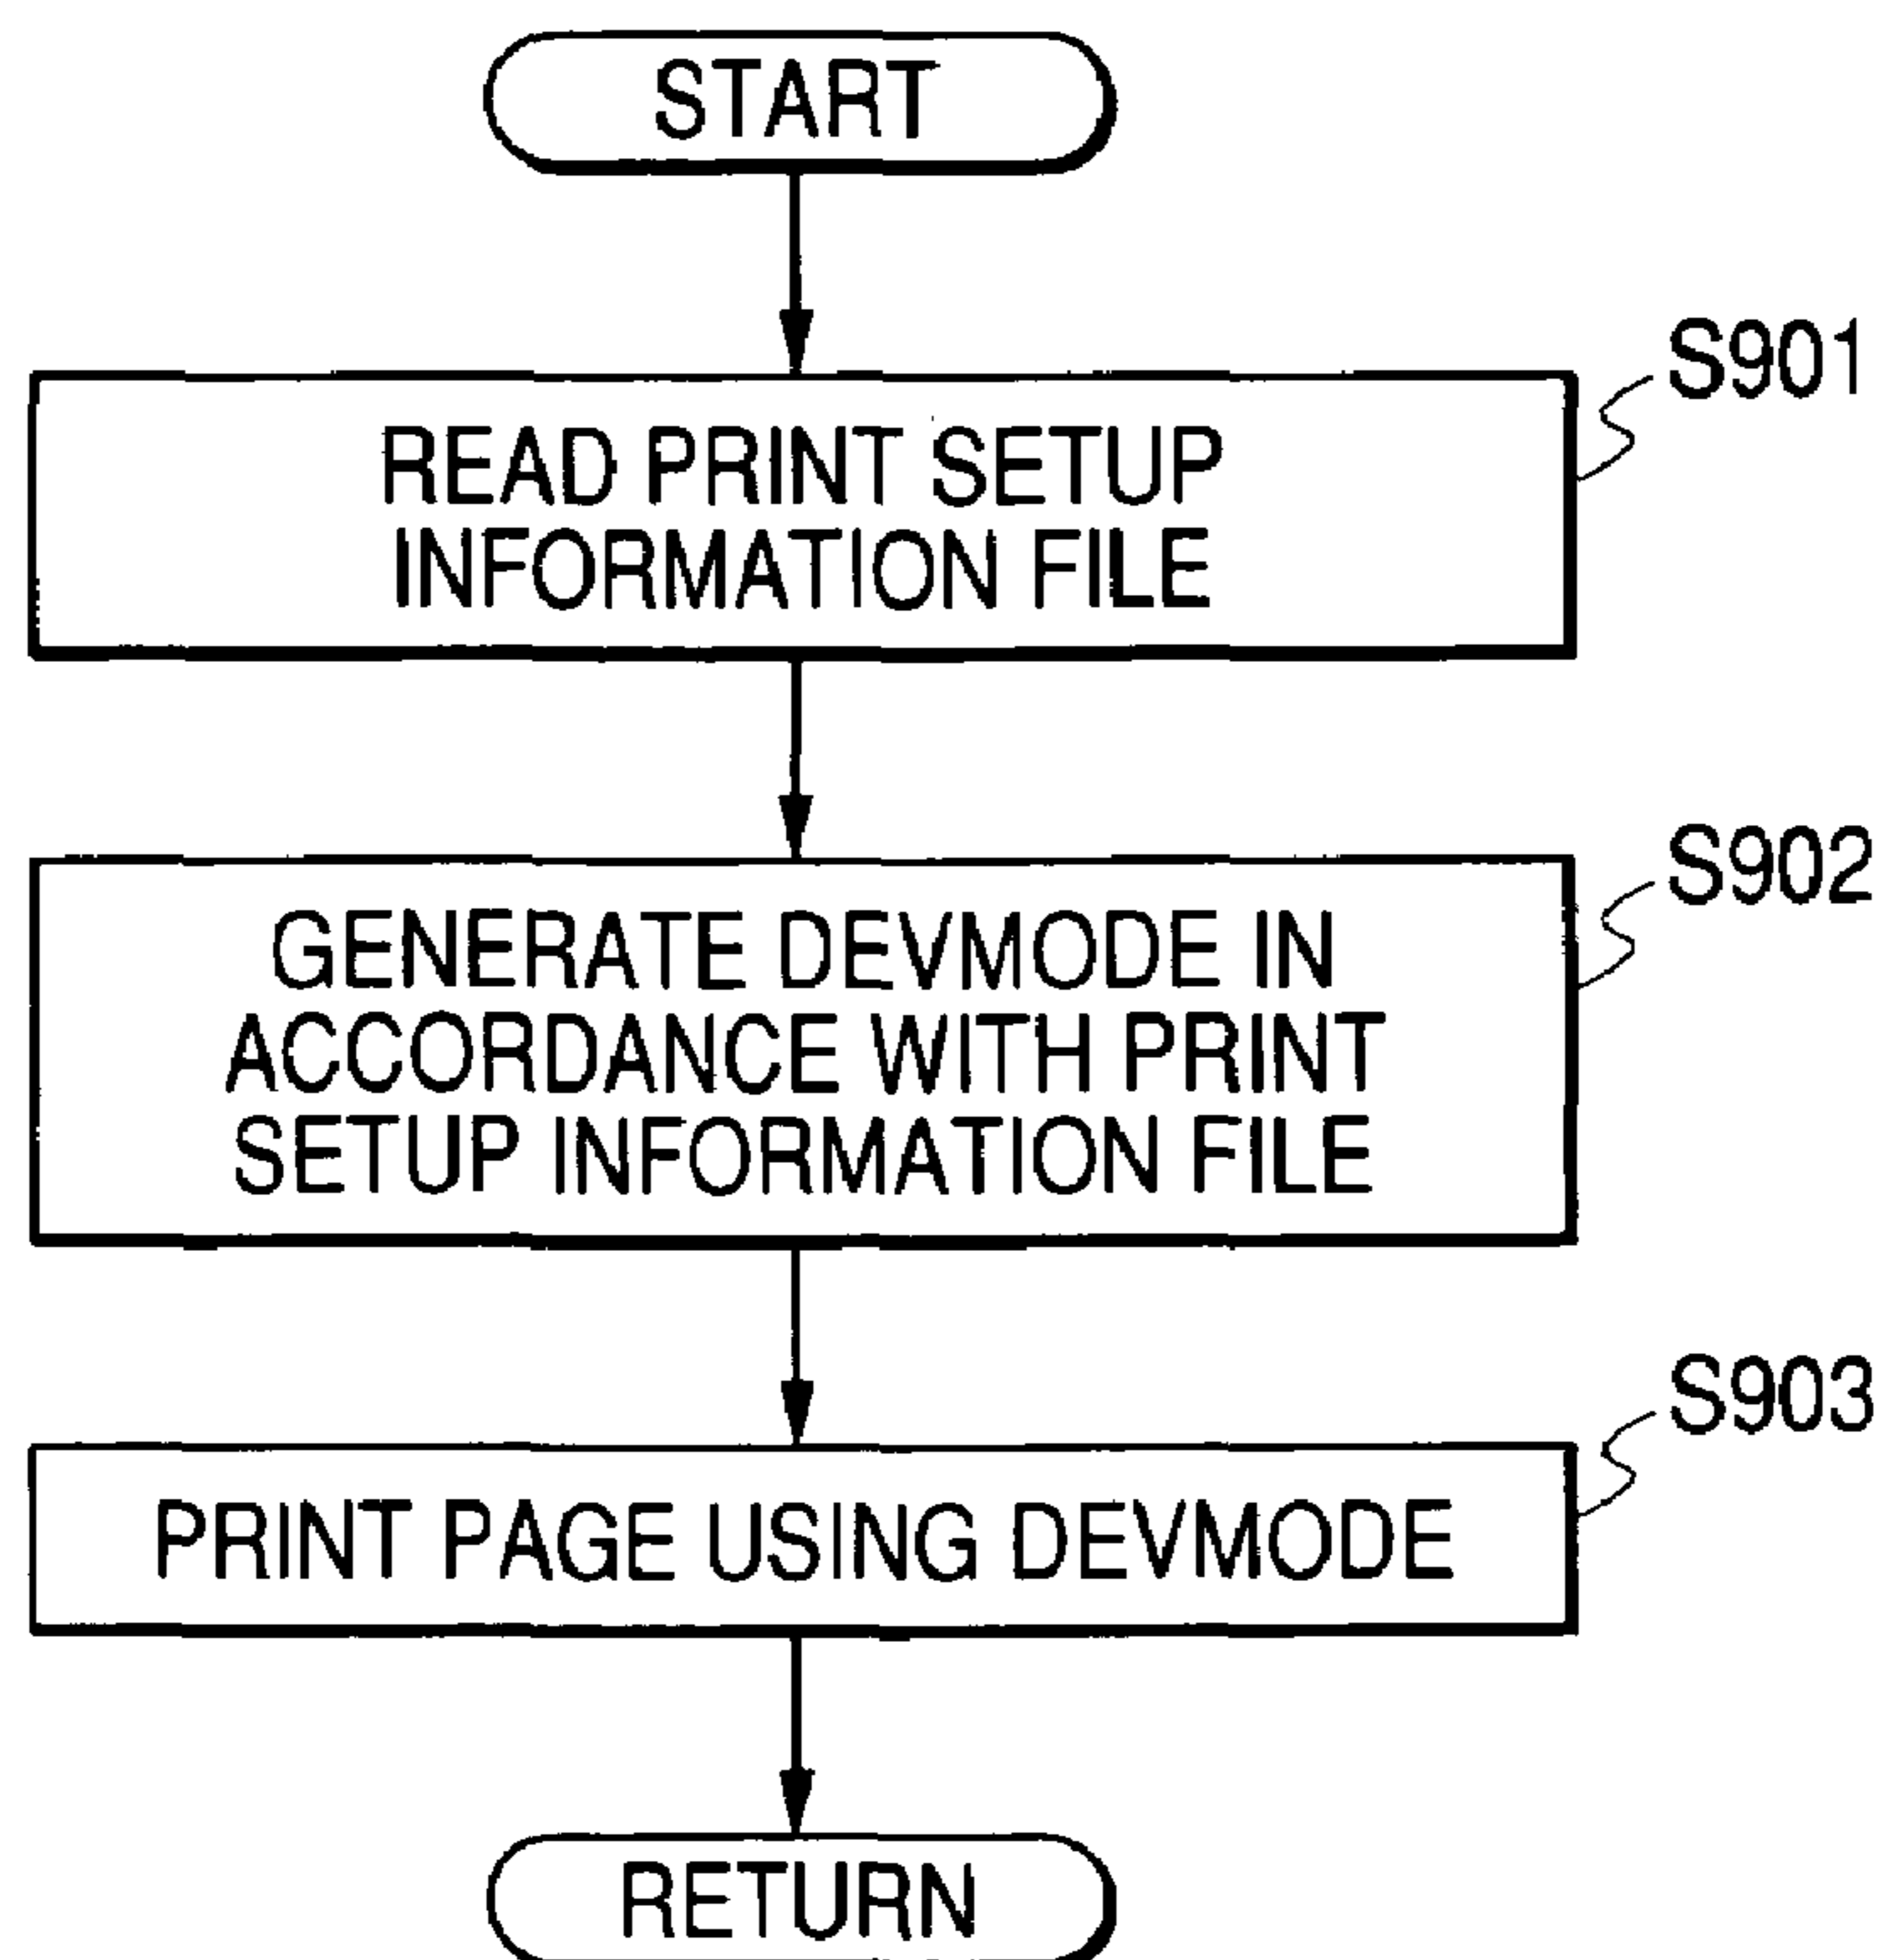 START
S901
READ PRINT SETUP
INFORMATION FILE
S902
GENERATE DEVMODE IN
ACCORDANCE WITH PRINT
SETUP INFORMATION FILE
S903
PRINT PAGE USING DEVMODE
RETURN